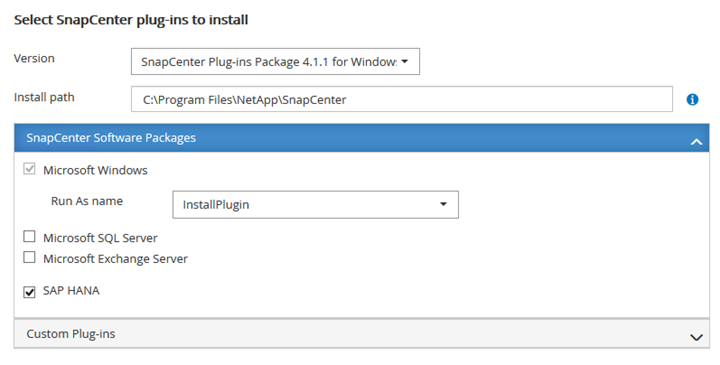 Select SnapCenter plug-ins to install
Version
SnapCenter Plug-ins Package 4.1.1 for Window
Install path
C:\Program Files\NetApp\SnapCenter
SnapCenter Software Packages
Microsoft Windows
Run As name
InstallPlugin
Microsoft SQL Server
Microsoft Exchange Server
SAP HANA
Custom Plug-ins